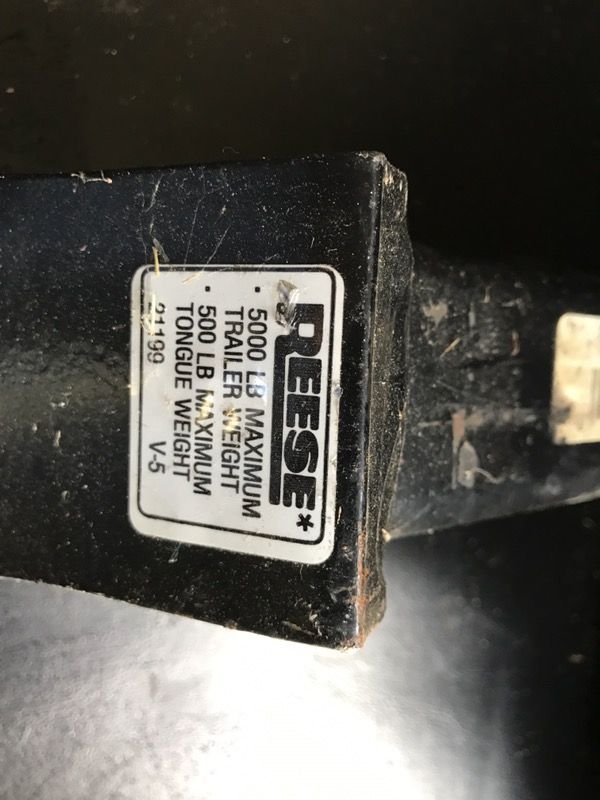 REESE*
· 5000 LB MAXIMUM
TRAILER WEIGHT
· 500 LB MAXIMUM
TONGUE WEIGHT
21199 V-5